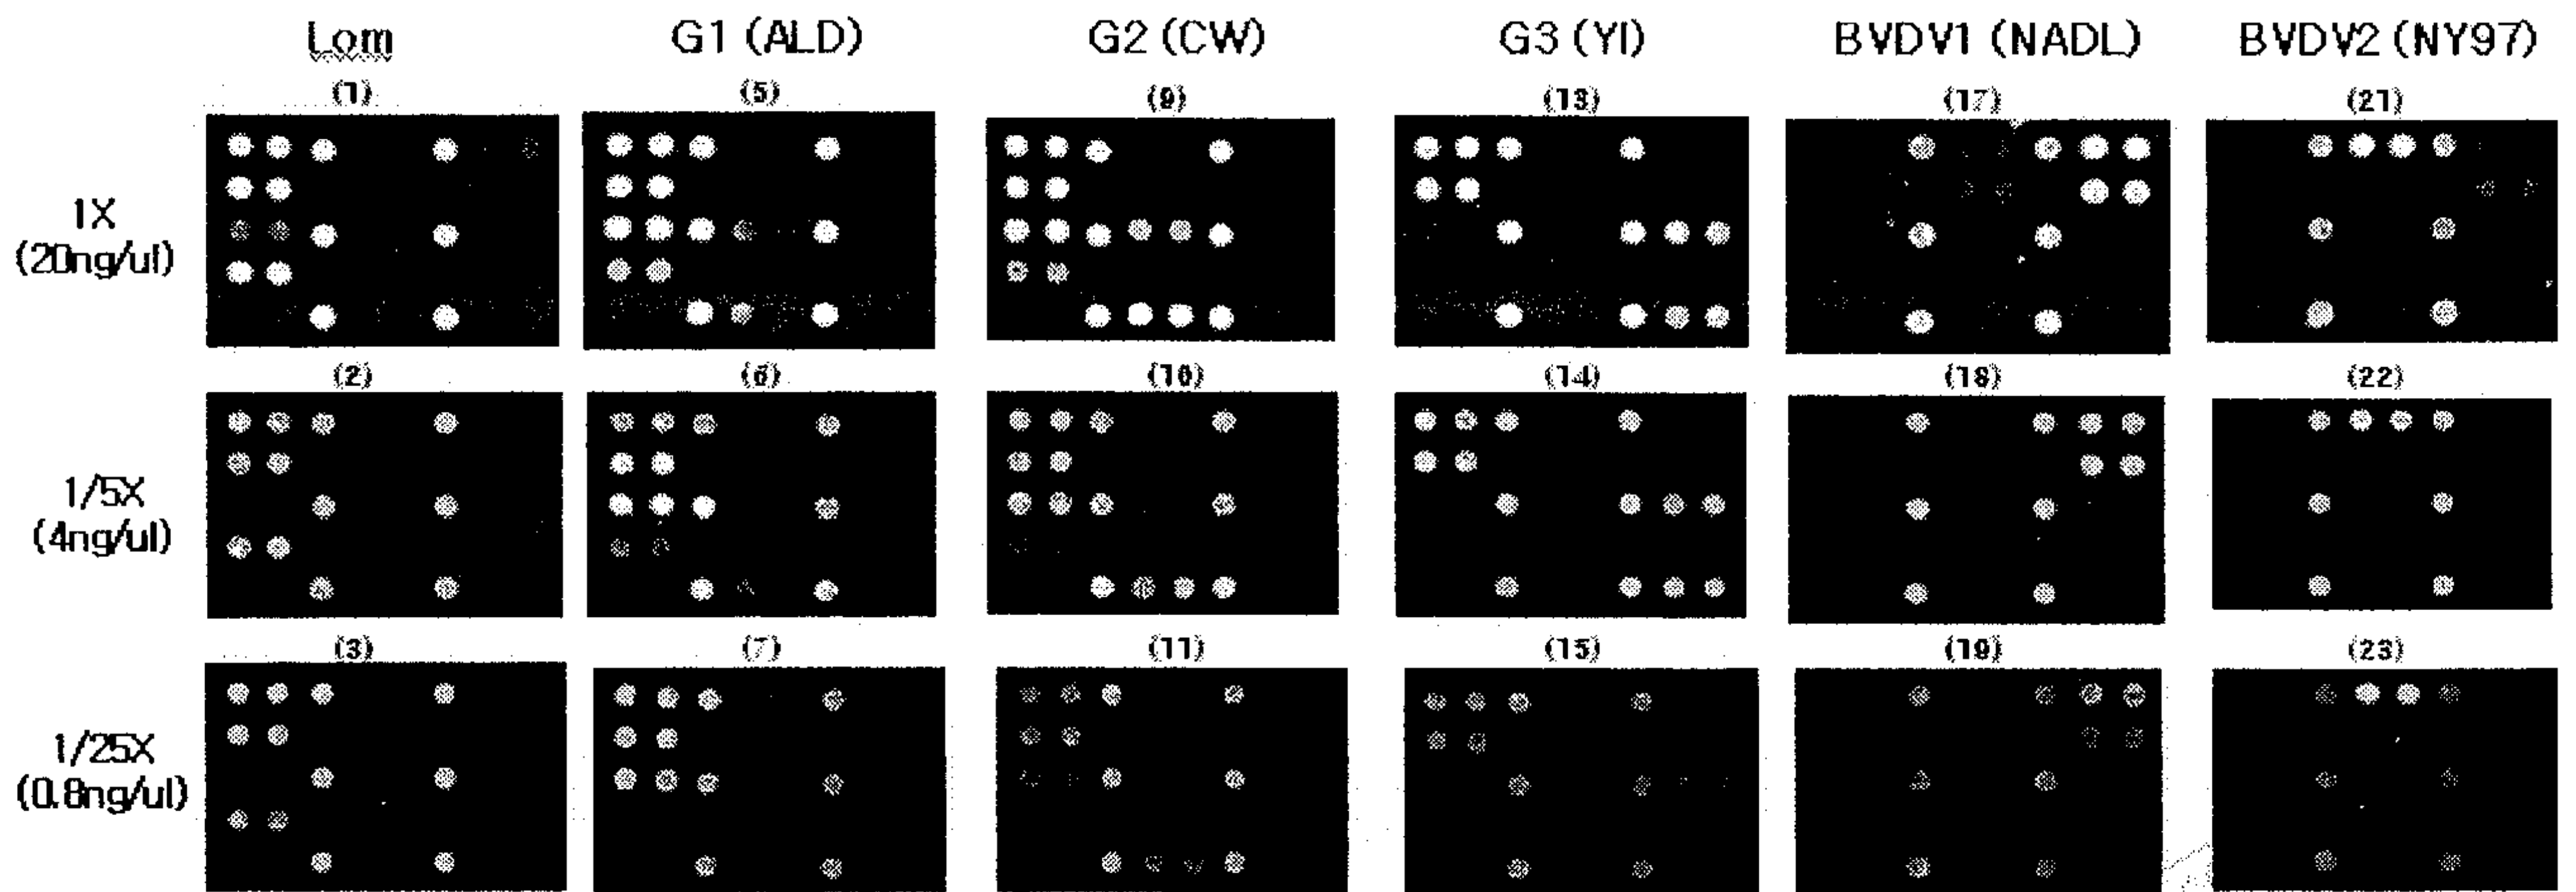 Lom G1 (ALD) G2 (CW) G3 (YI) BVDV1 (NADL) BVDV2 (NY97)
(1) (5) (9) (13) (17) (21)
1X
(20ng/ul)
(2) (6) (10) (14) (18) (22)
1/5X
(4ng/ul)
(3) (7) (11) (15) (19) (23)
1/25X
(0.8ng/ul)